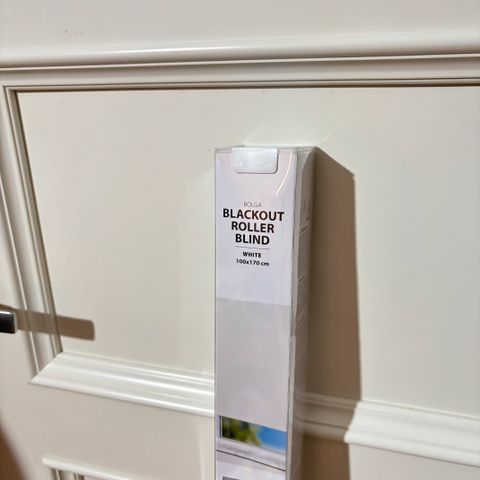 BOLGA
BLACKOUT
ROLLER
BLIND
WHITE
100x170 cm